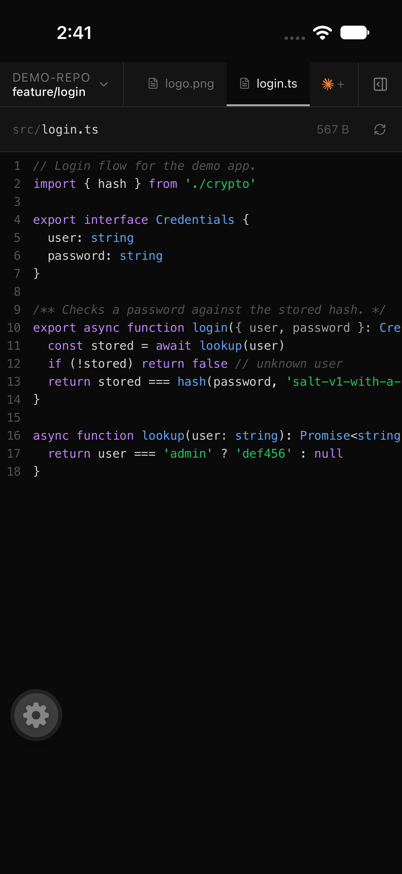 2:41
DEMO-REPO
feature/login
logo.png
login.ts
+
src/login.ts
567 B
1 // Login flow for the demo app.
2 import { hash } from './crypto'
3
4 export interface Credentials {
5   user: string
6   password: string
7 }
8
9 /** Checks a password against the stored hash. */
10 export async function login({ user, password }: Cre
11   const stored = await lookup(user)
12   if (!stored) return false // unknown user
13   return stored === hash(password, 'salt-v1-with-a-
14 }
15
16 async function lookup(user: string): Promise<string
17   return user === 'admin' ? 'def456' : null
18 }